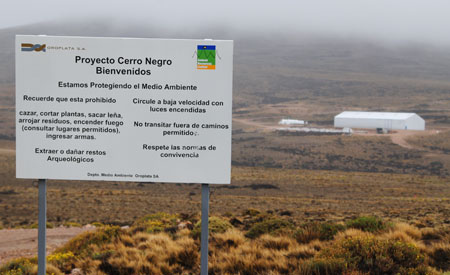 OROPLATA S.A.
Proyecto Cerro Negro
Bienvenidos
Estamos Protegiendo el Medio Ambiente
Recuerde que esta prohibido
cazar, cortar plantas, sacar leña,
arrojar residuos, encender fuego
(consultar lugares permitidos),
ingresar armas.
Extraer o dañar restos
Arqueológicos
Circule a baja velocidad con
luces encendidas
No transitar fuera de caminos
permitidos.
Respete las normas de
convivencia
Depto. Medio Ambiente Oroplata SA